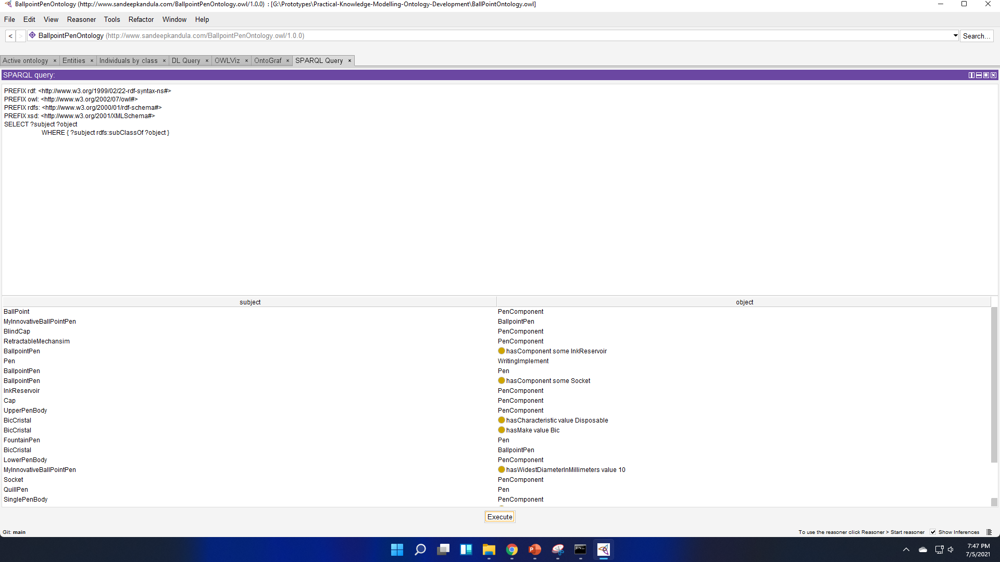 BallpointPenOntology (http://www.sandeepkandula.com/BallpointPenOntology.owl/1.0.0) : [G:\Prototypes\Practical-Knowledge-Modelling-Ontology-Development\BallPointOntology.owl]
File Edit View Reasoner Tools Refactor Window Help
< > BallpointPenOntology (http://www.sandeepkandula.com/BallpointPenOntology.owl/1.0.0) Search...
Active ontology × Entities × Individuals by class × DL Query × OWLViz × OntoGraf × SPARQL Query ×
SPARQL query:
PREFIX rdf: <http://www.w3.org/1999/02/22-rdf-syntax-ns#>
PREFIX owl: <http://www.w3.org/2002/07/owl#>
PREFIX rdfs: <http://www.w3.org/2000/01/rdf-schema#>
PREFIX xsd: <http://www.w3.org/2001/XMLSchema#>
SELECT ?subject ?object
WHERE { ?subject rdfs:subClassOf ?object }
subject object
BallPoint PenComponent
MyInnovativeBallPointPen BallpointPen
BlindCap PenComponent
RetractableMechansim PenComponent
BallpointPen hasComponent some InkReservoir
Pen WritingImplement
BallpointPen Pen
BallpointPen hasComponent some Socket
InkReservoir PenComponent
Cap PenComponent
UpperPenBody PenComponent
BicCristal hasCharacteristic value Disposable
BicCristal hasMake value Bic
FountainPen Pen
BicCristal BallpointPen
LowerPenBody PenComponent
MyInnovativeBallPointPen hasWidestDiameterInMillimeters value 10
Socket PenComponent
QuillPen Pen
SinglePenBody PenComponent
Execute
Git: main To use the reasoner click Reasoner > Start reasoner Show Inferences
7:47 PM
7/5/2021